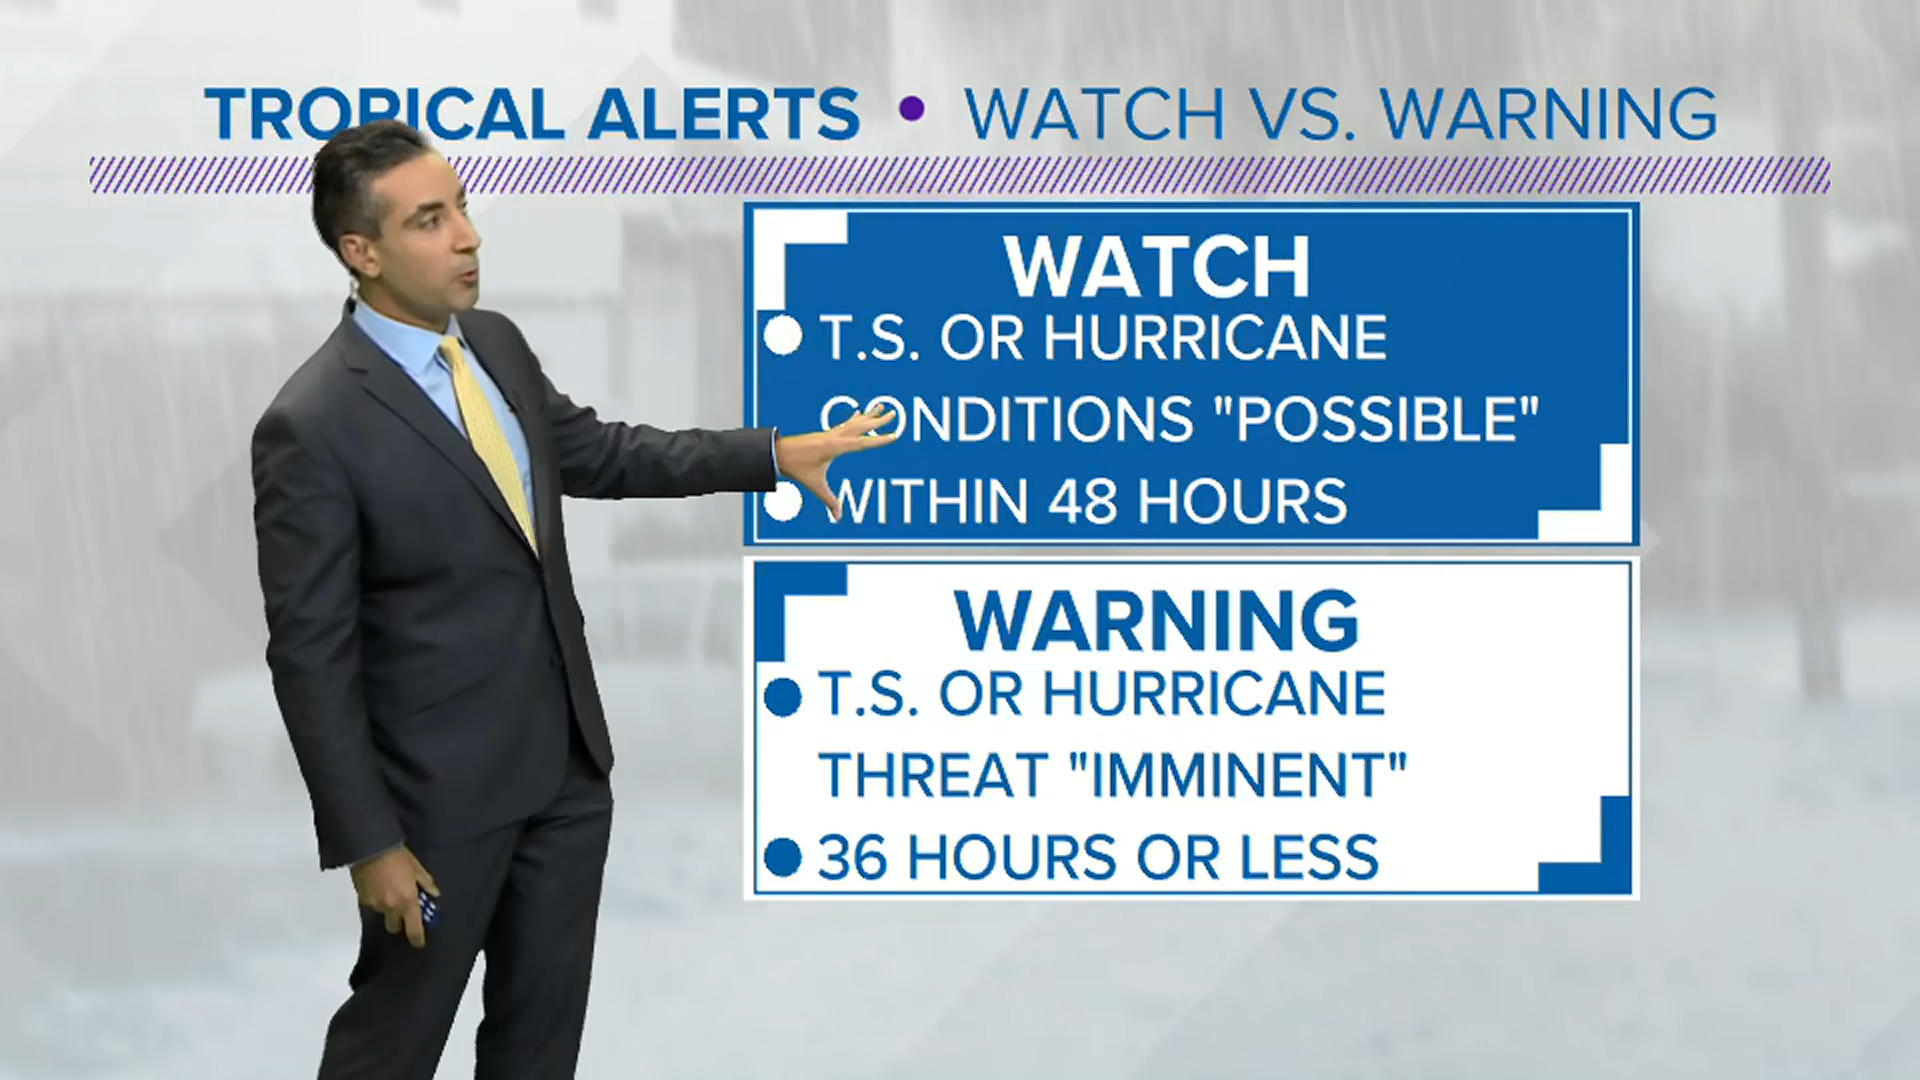 TROPICAL ALERTS • WATCH VS. WARNING
WATCH
T.S. OR HURRICANE
CONDITIONS "POSSIBLE"
WITHIN 48 HOURS
WARNING
T.S. OR HURRICANE
THREAT "IMMINENT"
36 HOURS OR LESS